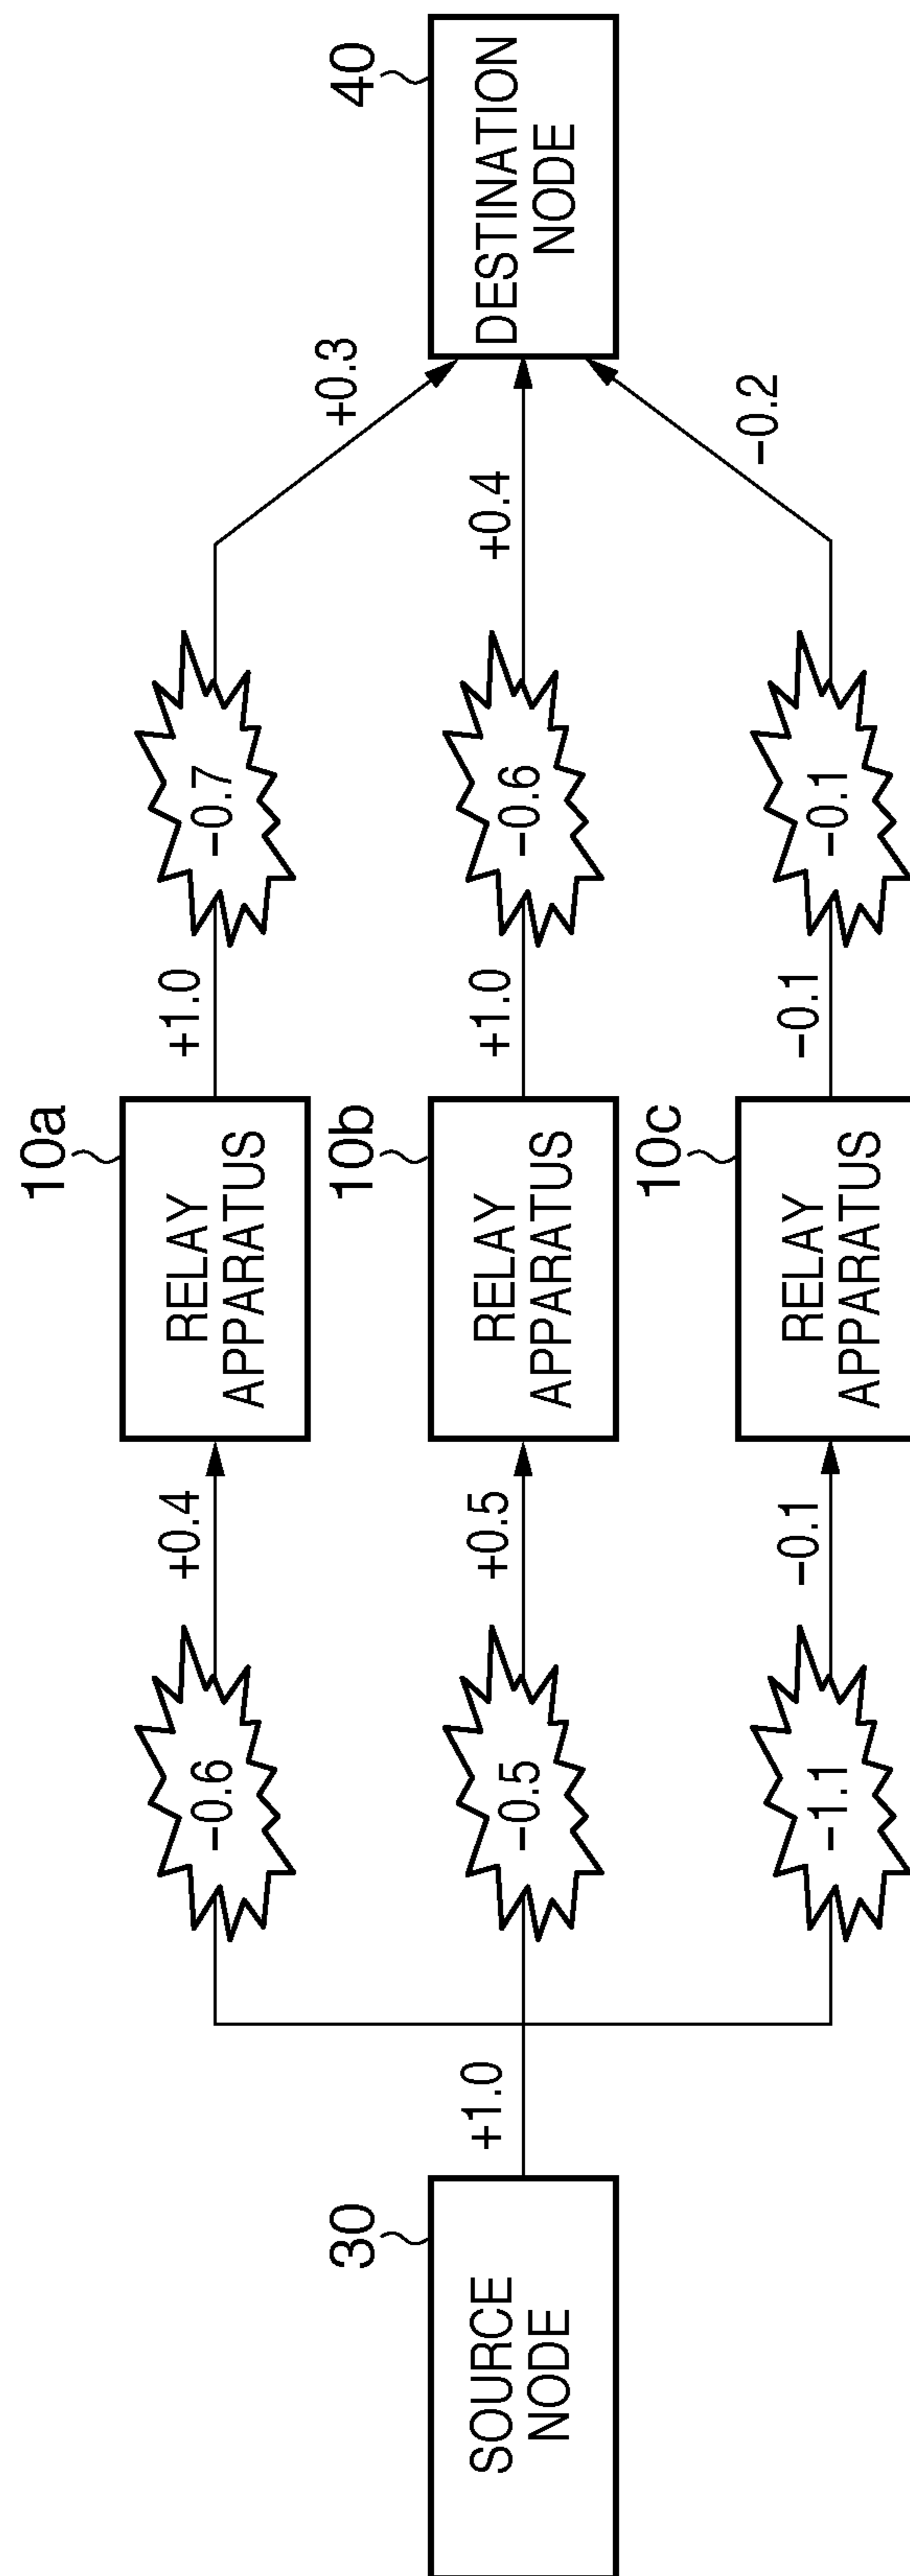 30
SOURCE
NODE
+1.0
-0.6
+0.4
10a
RELAY
APPARATUS
+1.0
-0.7
+0.3
-0.5
+0.5
10b
RELAY
APPARATUS
+1.0
-0.6
+0.4
-1.1
-0.1
10c
RELAY
APPARATUS
-0.1
-0.1
-0.2
40
DESTINATION
NODE